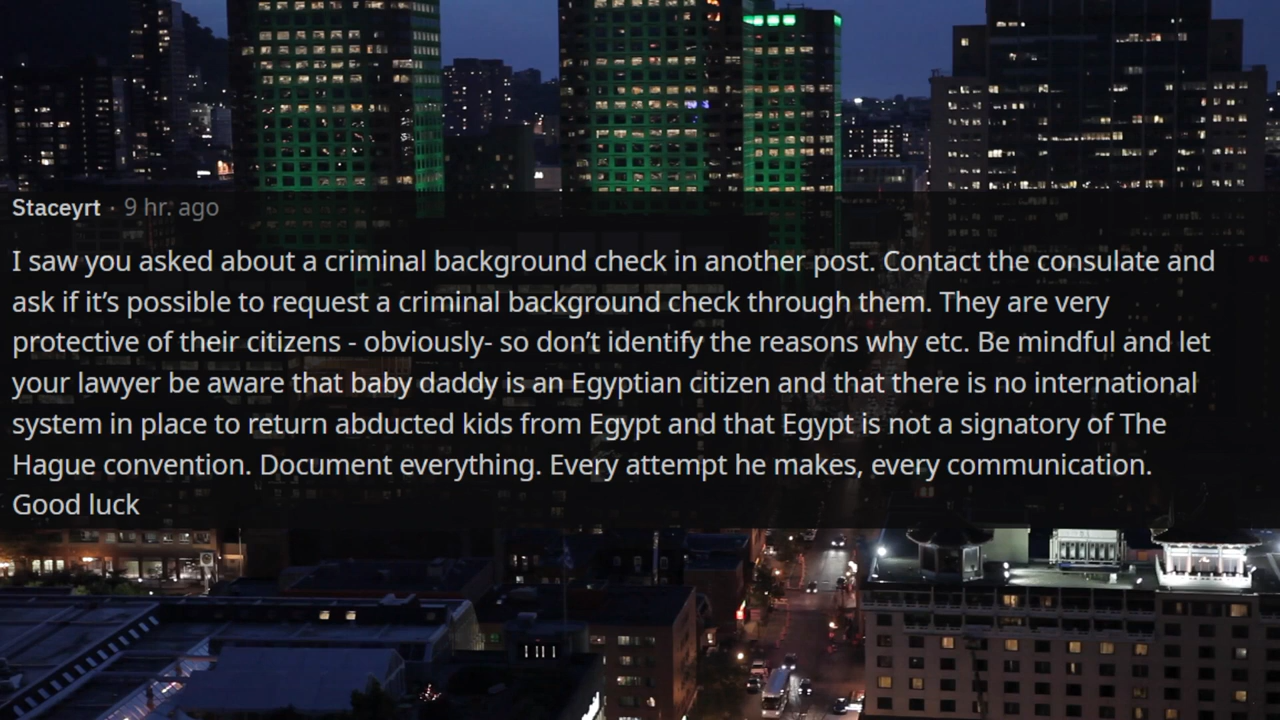 Staceyrt · 9 hr. ago
I saw you asked about a criminal background check in another post. Contact the consulate and
ask if it’s possible to request a criminal background check through them. They are very
protective of their citizens - obviously- so don’t identify the reasons why etc. Be mindful and let
your lawyer be aware that baby daddy is an Egyptian citizen and that there is no international
system in place to return abducted kids from Egypt and that Egypt is not a signatory of The
Hague convention. Document everything. Every attempt he makes, every communication.
Good luck